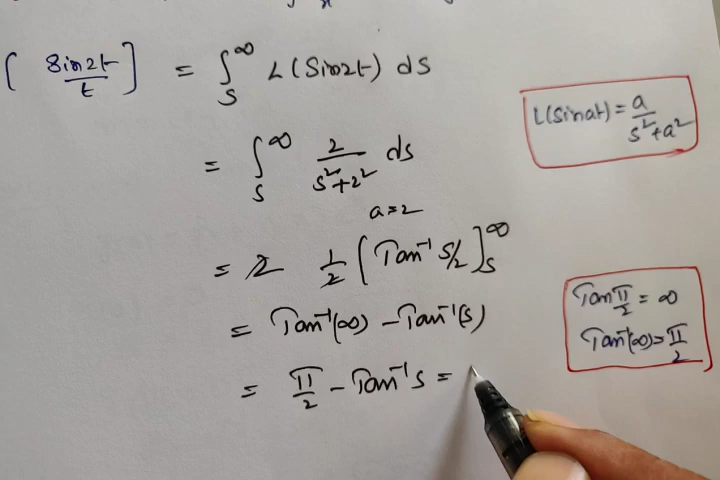 [ Sin2t/t ] = ∫_S^∞ L(Sin2t) ds
L(Sinat) = a/(s²+a²)
= ∫_S^∞ 2/(s²+2²) ds
a=2
= 2 1/2 [Tan⁻¹ S/2]_S^∞
= Tan⁻¹(∞) - Tan⁻¹(s)
Tan π/2 = ∞
Tan⁻¹(∞) = π/2
= π/2 - Tan⁻¹ s =